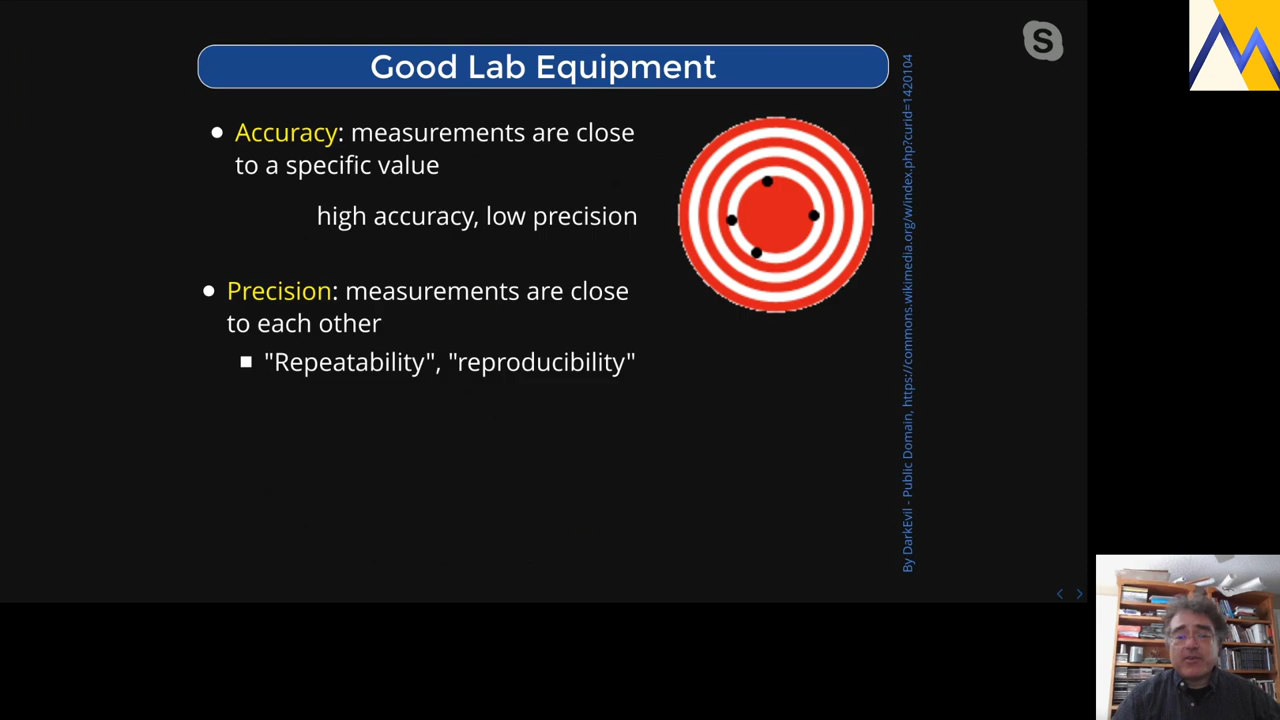 Good Lab Equipment
Accuracy: measurements are close
to a specific value
high accuracy, low precision
Precision: measurements are close
to each other
"Repeatability", "reproducibility"
By DarkEvil - Public Domain, https://commons.wikimedia.org/w/index.php?curid=1420104
S